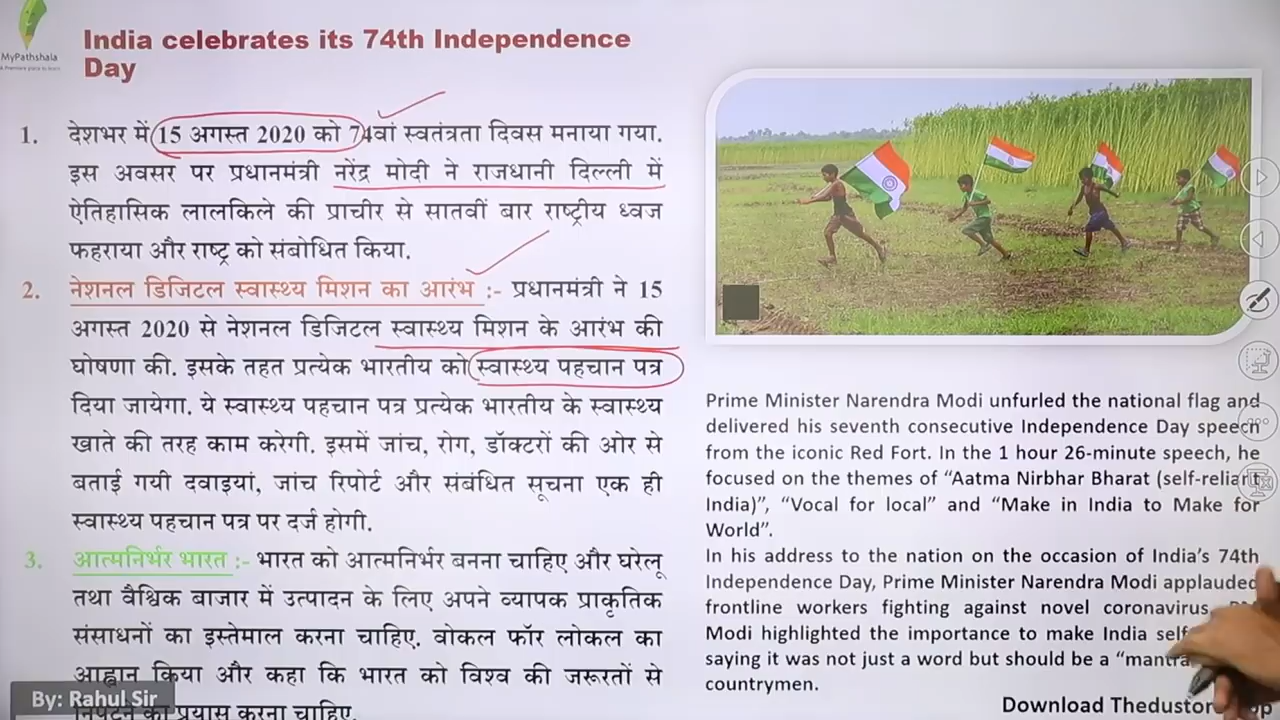 MyPathshala
India celebrates its 74th Independence
Day
1. देशभर में 15 अगस्त 2020 को 74वां स्वतंत्रता दिवस मनाया गया.
इस अवसर पर प्रधानमंत्री नरेंद्र मोदी ने राजधानी दिल्ली में
ऐतिहासिक लालकिले की प्राचीर से सातवीं बार राष्ट्रीय ध्वज
फहराया और राष्ट्र को संबोधित किया.
2. नेशनल डिजिटल स्वास्थ्य मिशन का आरंभ :- प्रधानमंत्री ने 15
अगस्त 2020 से नेशनल डिजिटल स्वास्थ्य मिशन के आरंभ की
घोषणा की. इसके तहत प्रत्येक भारतीय को स्वास्थ्य पहचान पत्र
दिया जायेगा. ये स्वास्थ्य पहचान पत्र प्रत्येक भारतीय के स्वास्थ्य
खाते की तरह काम करेगी. इसमें जांच, रोग, डॉक्टरों की ओर से
बताई गयी दवाइयां, जांच रिपोर्ट और संबंधित सूचना एक ही
स्वास्थ्य पहचान पत्र पर दर्ज होगी.
3. आत्मनिर्भर भारत :- भारत को आत्मनिर्भर बनना चाहिए और घरेलू
तथा वैश्विक बाजार में उत्पादन के लिए अपने व्यापक प्राकृतिक
संसाधनों का इस्तेमाल करना चाहिए. वोकल फॉर लोकल का
आह्वान किया और कहा कि भारत को विश्व की जरूरतों से
निपटने का प्रयास करना चाहिए.
By: Rahul Sir
Prime Minister Narendra Modi unfurled the national flag and
delivered his seventh consecutive Independence Day speech
from the iconic Red Fort. In the 1 hour 26-minute speech, he
focused on the themes of “Aatma Nirbhar Bharat (self-reliant
India)”, “Vocal for local” and “Make in India to Make for
World”.
In his address to the nation on the occasion of India’s 74th
Independence Day, Prime Minister Narendra Modi applauded
frontline workers fighting against novel coronavirus.
Modi highlighted the importance to make India self
saying it was not just a word but should be a “mantra
countrymen.
Download Thedustor